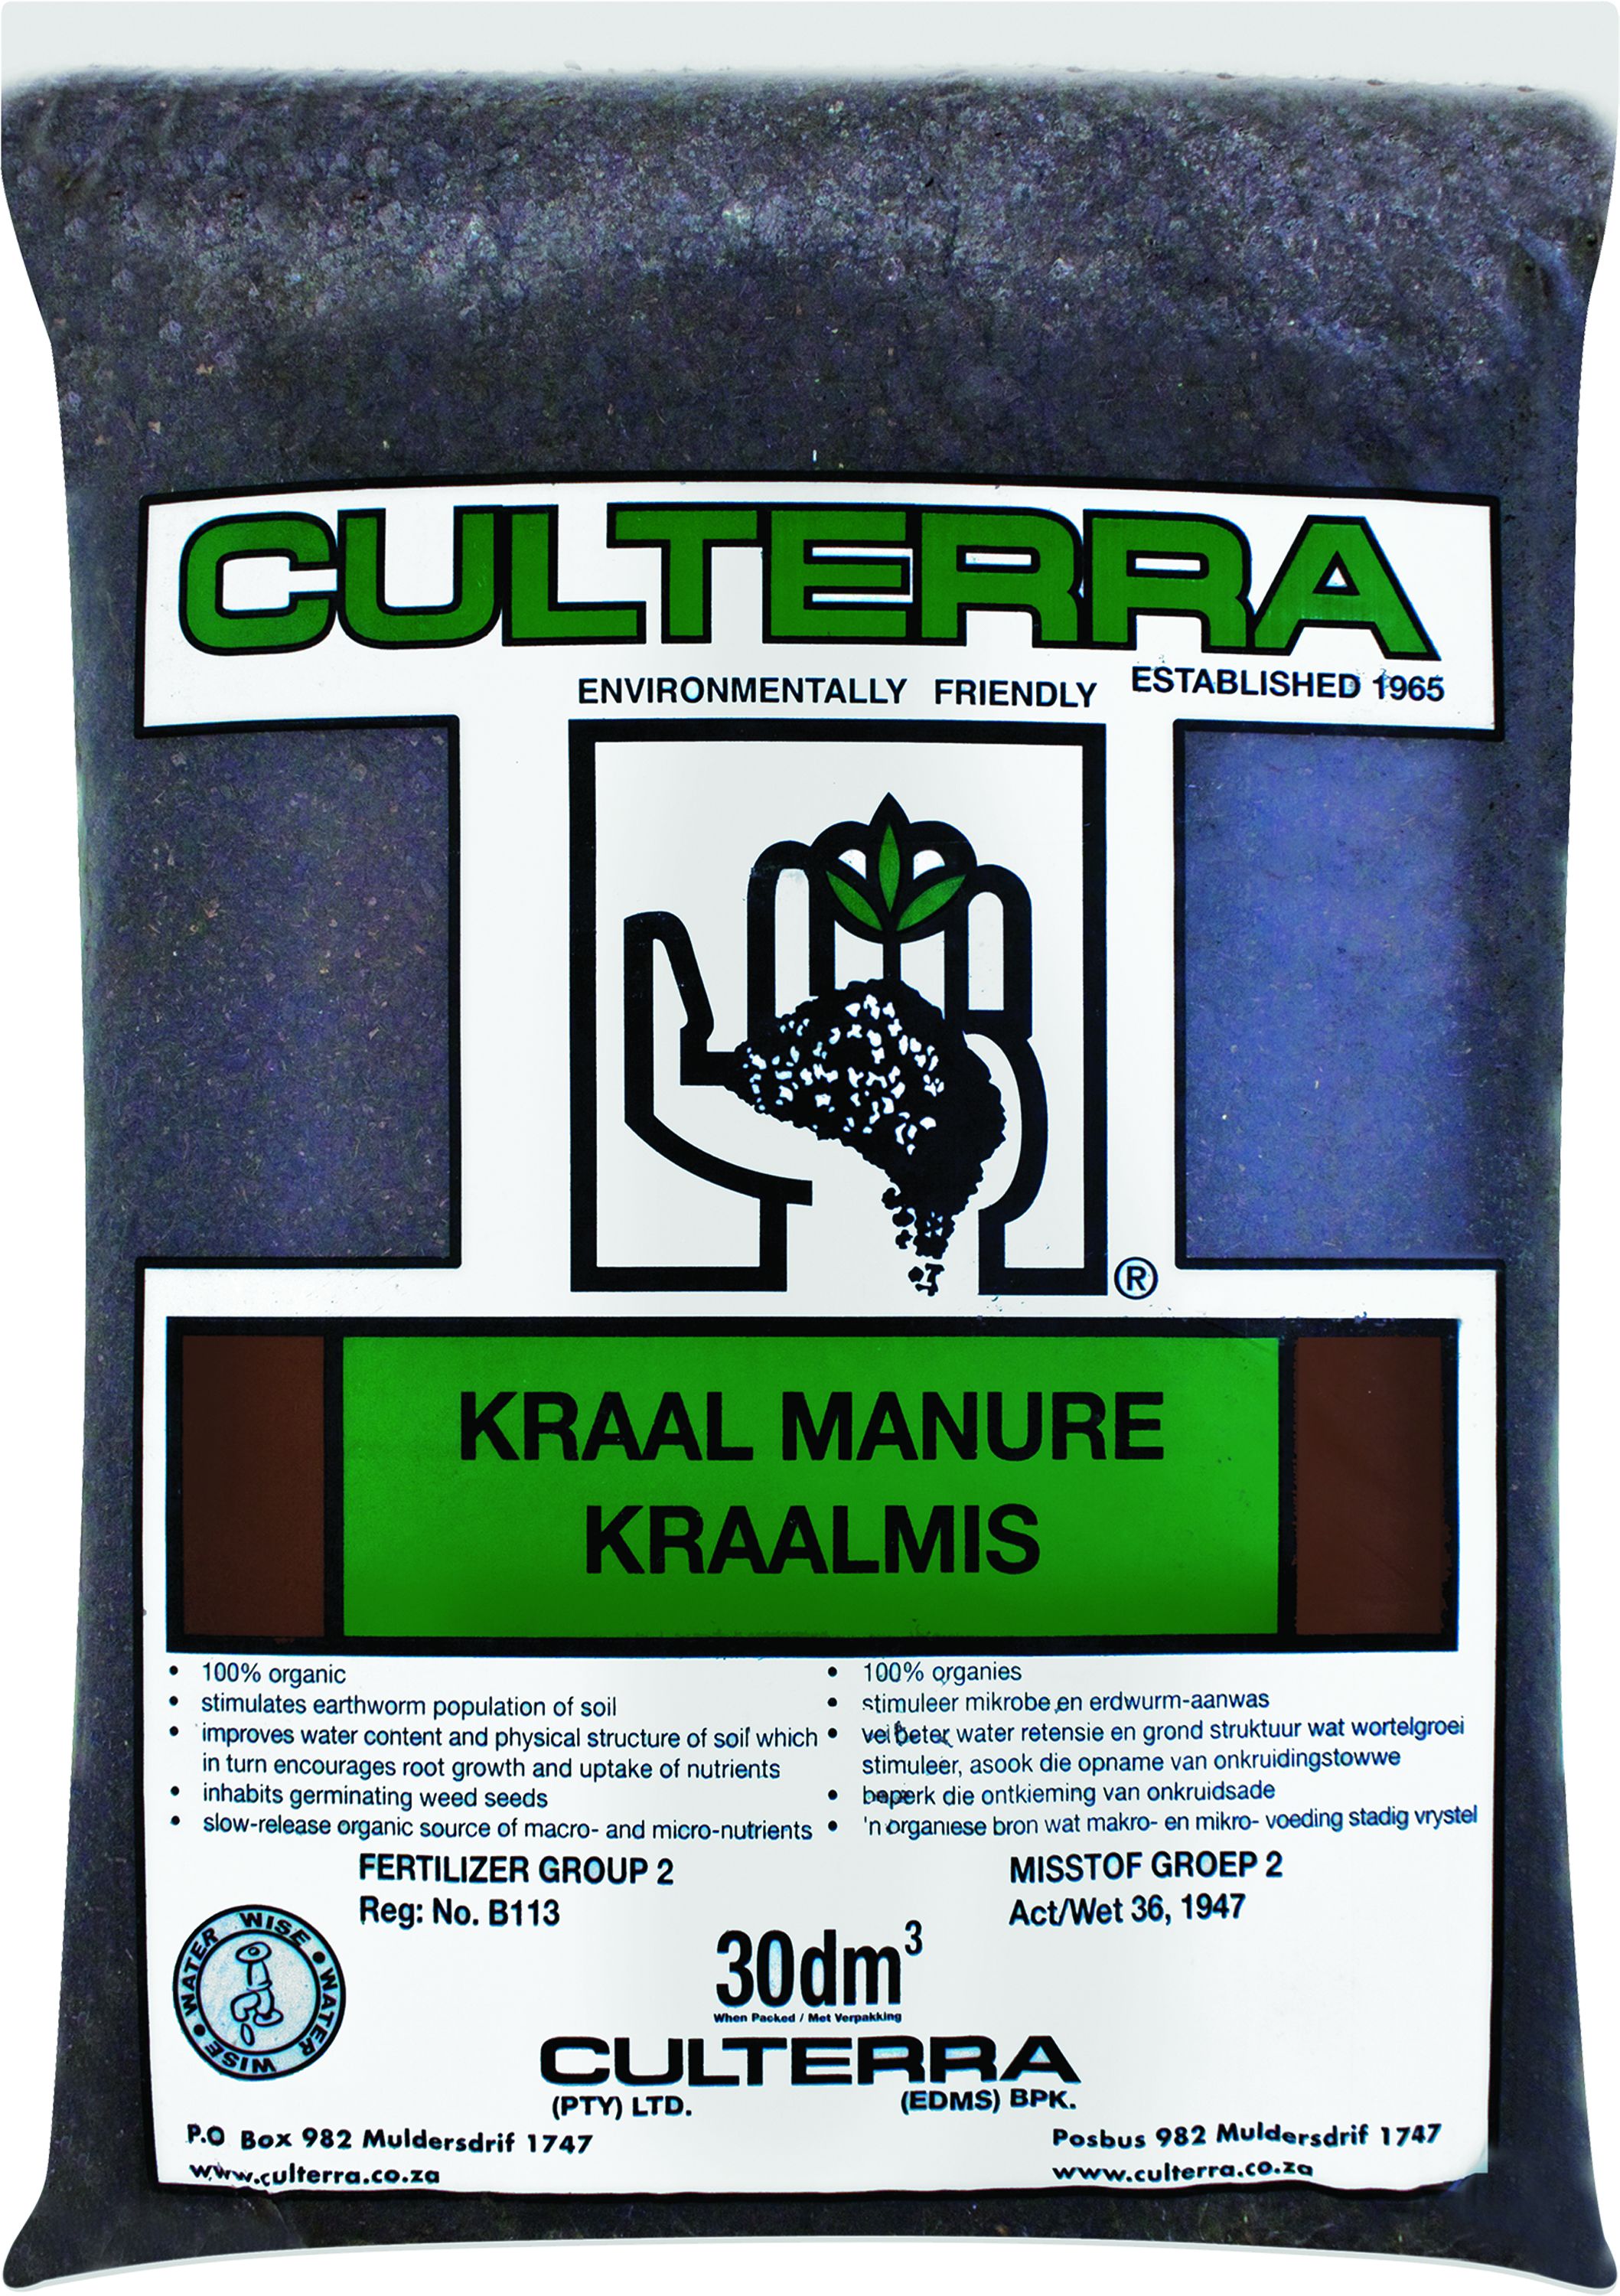 CULTERRA
ENVIRONMENTALLY FRIENDLY ESTABLISHED 1965
®
KRAAL MANURE
KRAALMIS
• 100% organic
• stimulates earthworm population of soil
• improves water content and physical structure of soil which
in turn encourages root growth and uptake of nutrients
• inhabits germinating weed seeds
• slow-release organic source of macro- and micro-nutrients
• 100% organies
• stimuleer mikrobe en erdwurm-aanwas
• verbeter water retensie en grond struktuur wat wortelgroei
stimuleer, asook die opname van onkruidingstowwe
• beperk die ontkieming van onkruidsade
• 'n organiese bron wat makro- en mikro- voeding stadig vrystel
FERTILIZER GROUP 2
Reg: No. B113
MISSTOF GROEP 2
Act/Wet 36, 1947
WATER WISE • WATER WISE •
30dm³
When Packed / Met Verpakking
CULTERRA
(PTY) LTD. (EDMS) BPK.
P.O Box 982 Muldersdrif 1747
www.culterra.co.za
Posbus 982 Muldersdrif 1747
www.culterra.co.za